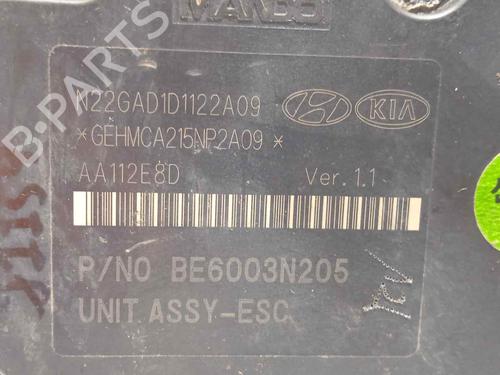 MANDO
N22GAD1D1122A09
*GEHMCA215NP2A09 *
KIA
AA112E8D Ver. 1.1
P/NO BE6003N205
UNIT ASSY-ESC
B-PARTS